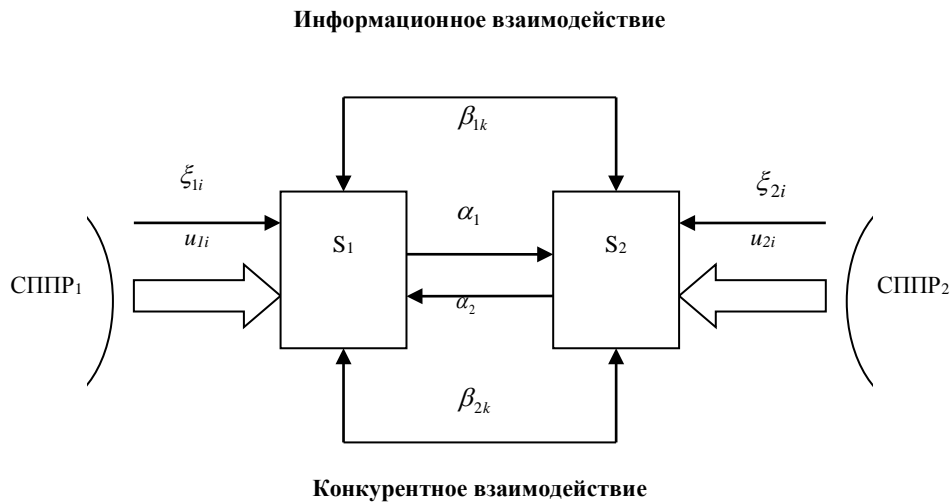 Информационное взаимодействие
β1k
ξ1i
ξ2i
α1
u1i
S1
S2
u2i
СППР1
α2
СППР2
β2k
Конкурентное взаимодействие